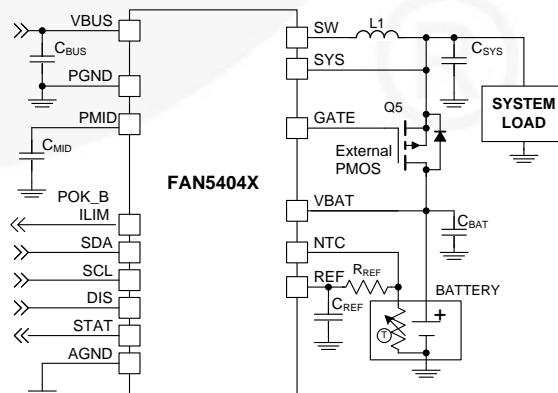 VBUS
CBUS
PGND
PMID
CMID
POK_B
ILIM
SDA
SCL
DIS
STAT
AGND
FAN5404X
SW
L1
SYS
CSYS
Q5
SYSTEM
LOAD
GATE
External
PMOS
VBAT
CBAT
NTC
RREF
REF
CREF
BATTERY
+
T
®